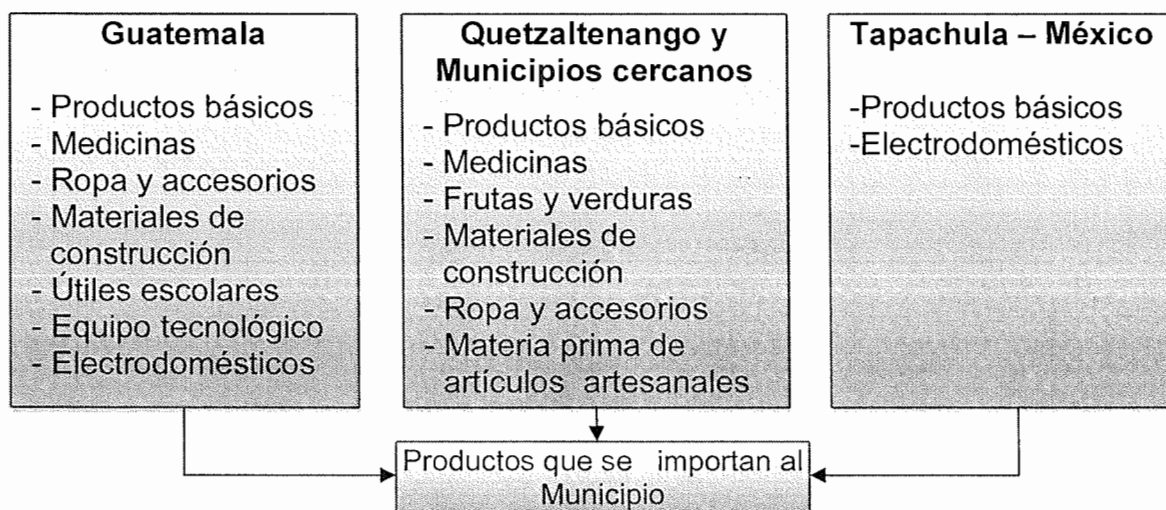 Guatemala
- Productos básicos
- Medicinas
- Ropa y accesorios
- Materiales de
construcción
- Útiles escolares
- Equipo tecnológico
- Electrodomésticos
Quetzaltenango y
Municipios cercanos
- Productos básicos
- Medicinas
- Frutas y verduras
- Materiales de
construcción
- Ropa y accesorios
- Materia prima de
artículos artesanales
Tapachula – México
-Productos básicos
-Electrodomésticos
Productos que se importan al
Municipio